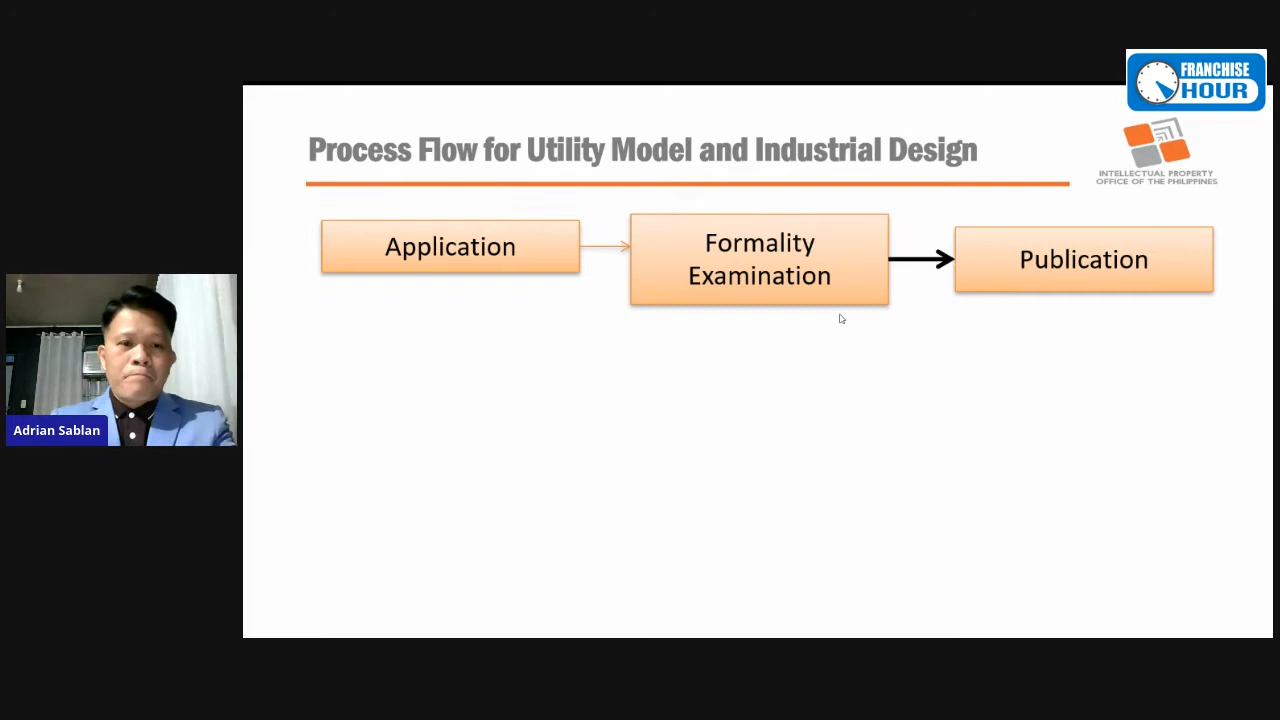 FRANCHISE
HOUR
Process Flow for Utility Model and Industrial Design
INTELLECTUAL PROPERTY
OFFICE OF THE PHILIPPINES
Application
Formality
Examination
Publication
Adrian Sablan